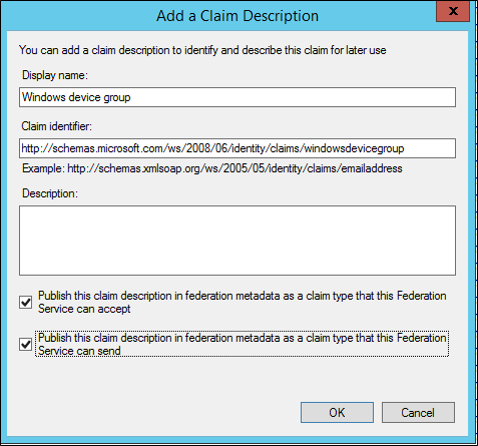 Add a Claim Description
x
You can add a claim description to identify and describe this claim for later use
Display name:
Windows device group
Claim identifier:
http://schemas.microsoft.com/ws/2008/06/identity/claims/windowsdevicegroup
Example: http://schemas.xmlsoap.org/ws/2005/05/identity/claims/emailaddress
Description:
Publish this claim description in federation metadata as a claim type that this Federation
Service can accept
Publish this claim description in federation metadata as a claim type that this Federation
Service can send
OK
Cancel